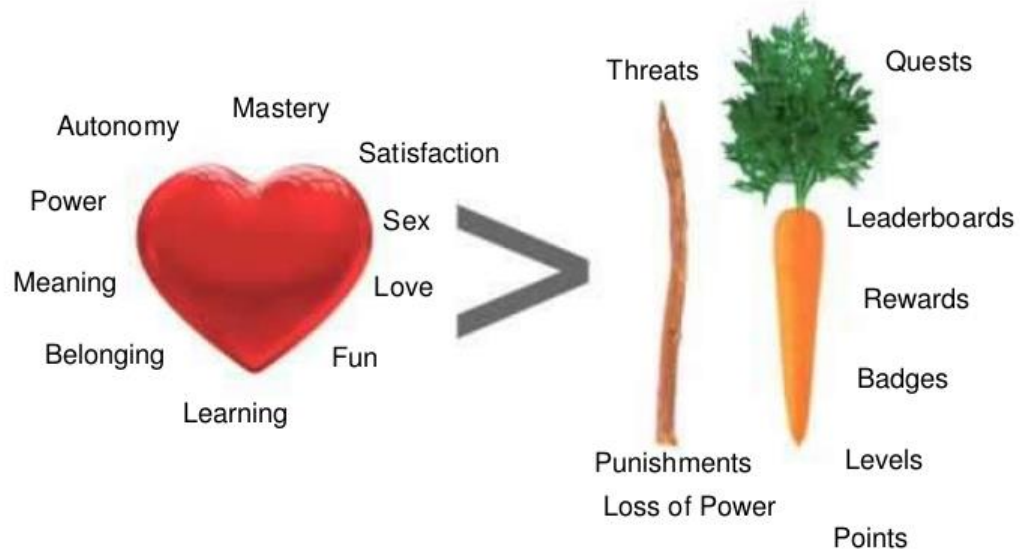 Mastery
Autonomy
Satisfaction
Power
Sex
Meaning
Love
Belonging
Fun
Learning
>
Threats
Quests
Leaderboards
Rewards
Badges
Punishments
Levels
Loss of Power
Points